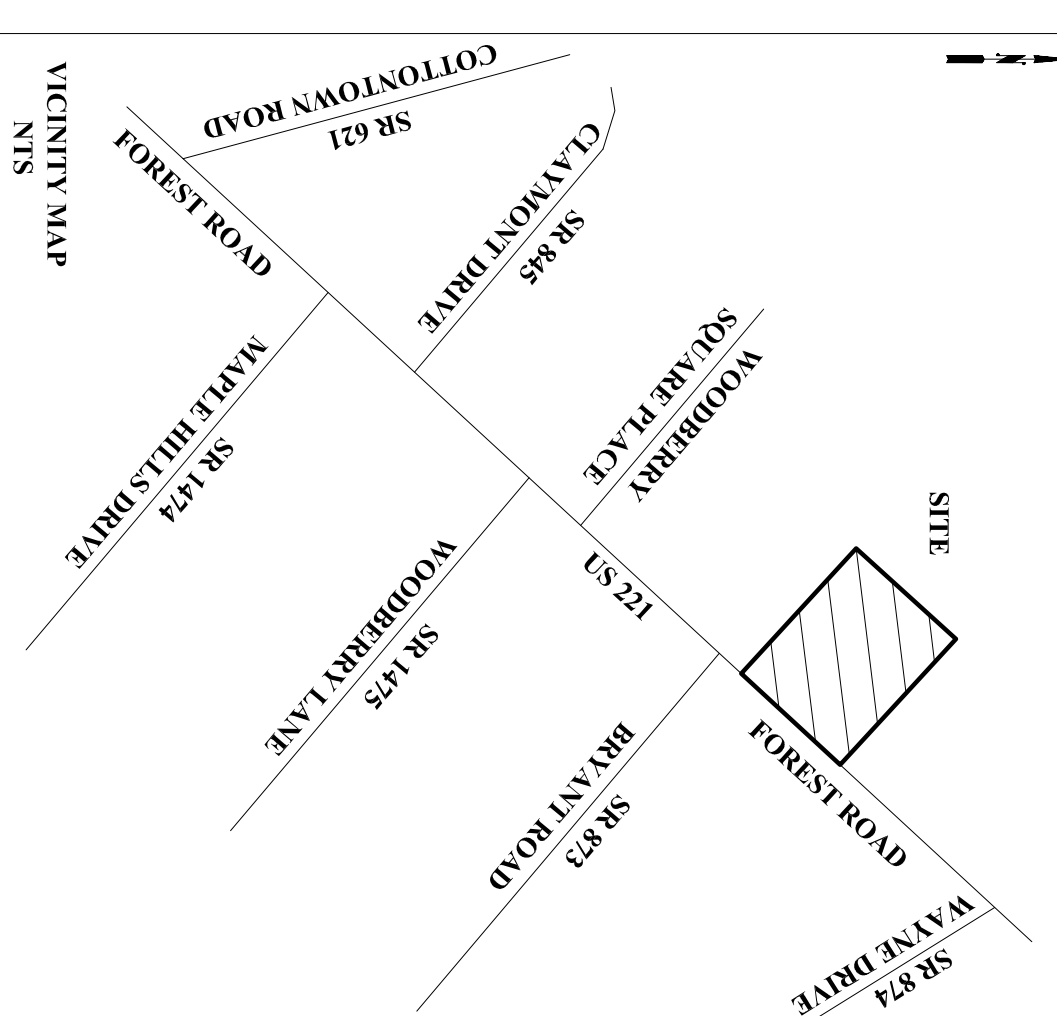 N
COTTONTOWN ROAD
SR 621
VICINITY MAP
NTS
FOREST ROAD
CLAYMONT DRIVE
SR 845
MAPLE HILLS DRIVE
SR 1474
WOODBERRY
SQUARE PLACE
SITE
WOODBERRY LANE
SR 1475
US 221
BRYANT ROAD
SR 873
FOREST ROAD
WAYNE DRIVE
SR 874